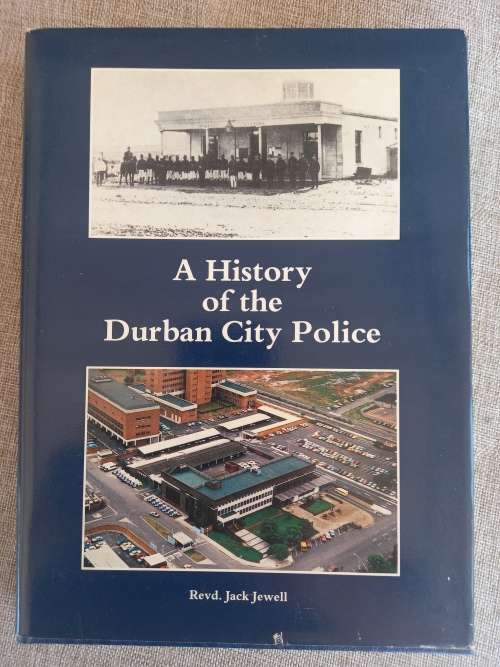 A History
of the
Durban City Police
Revd. Jack Jewell